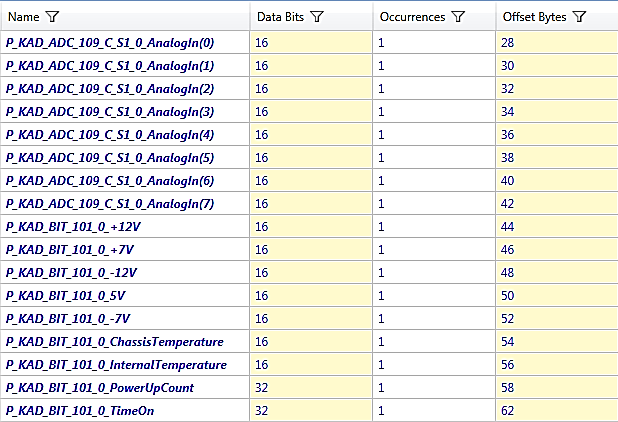 Name Data Bits Occurrences Offset Bytes
P_KAD_ADC_109_C_S1_0_AnalogIn(0) 16 1 28
P_KAD_ADC_109_C_S1_0_AnalogIn(1) 16 1 30
P_KAD_ADC_109_C_S1_0_AnalogIn(2) 16 1 32
P_KAD_ADC_109_C_S1_0_AnalogIn(3) 16 1 34
P_KAD_ADC_109_C_S1_0_AnalogIn(4) 16 1 36
P_KAD_ADC_109_C_S1_0_AnalogIn(5) 16 1 38
P_KAD_ADC_109_C_S1_0_AnalogIn(6) 16 1 40
P_KAD_ADC_109_C_S1_0_AnalogIn(7) 16 1 42
P_KAD_BIT_101_0_+12V 16 1 44
P_KAD_BIT_101_0_+7V 16 1 46
P_KAD_BIT_101_0_-12V 16 1 48
P_KAD_BIT_101_0_5V 16 1 50
P_KAD_BIT_101_0_-7V 16 1 52
P_KAD_BIT_101_0_ChassisTemperature 16 1 54
P_KAD_BIT_101_0_InternalTemperature 16 1 56
P_KAD_BIT_101_0_PowerUpCount 32 1 58
P_KAD_BIT_101_0_TimeOn 32 1 62